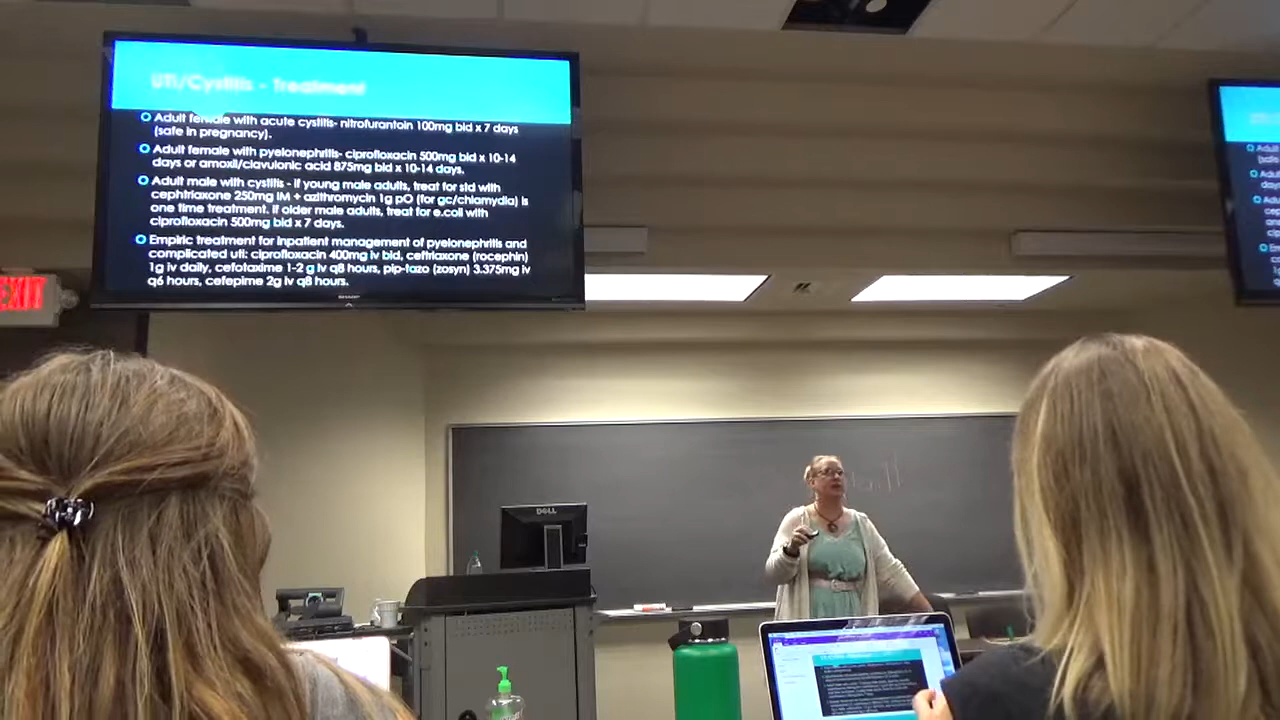 UTI/Cystitis - Treatment
Adult female with acute cystitis- nitrofurantoin 100mg bid x 7 days
(safe in pregnancy).
Adult female with pyelonephritis- ciprofloxacin 500mg bid x 10-14
days or amoxil/clavulonic acid 875mg bid x 10-14 days.
Adult male with cystitis - if young male adults, treat for std with
cephtriaxone 250mg IM + azithromycin 1g pO (for gc/chlamydia) is
one time treatment. If older male adults, treat for e.coli with
ciprofloxacin 500mg bid x 7 days.
Empiric treatment for inpatient management of pyelonephritis and
complicated uti: ciprofloxacin 400mg iv bid, ceftriaxone (rocephin)
1g iv daily, cefotaxime 1-2 g iv q8 hours, pip-tazo (zosyn) 3.375mg iv
q6 hours, cefepime 2g iv q8 hours.
SHARP
EXIT
DELL